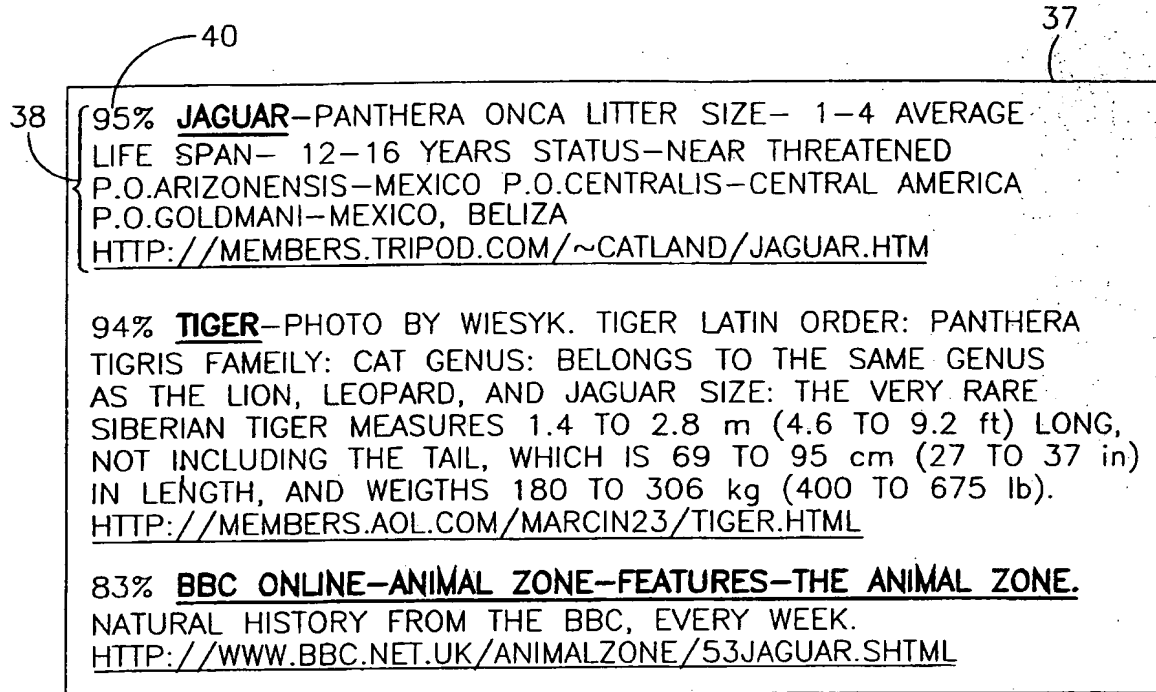 40
37
38
95% JAGUAR–PANTHERA ONCA LITTER SIZE– 1–4 AVERAGE
LIFE SPAN– 12–16 YEARS STATUS–NEAR THREATENED
P.O.ARIZONENSIS–MEXICO P.O.CENTRALIS–CENTRAL AMERICA
P.O.GOLDMANI–MEXICO, BELIZA
HTTP://MEMBERS.TRIPOD.COM/~CATLAND/JAGUAR.HTM
94% TIGER–PHOTO BY WIESYK. TIGER LATIN ORDER: PANTHERA
TIGRIS FAMEILY: CAT GENUS: BELONGS TO THE SAME GENUS
AS THE LION, LEOPARD, AND JAGUAR SIZE: THE VERY RARE
SIBERIAN TIGER MEASURES 1.4 TO 2.8 m (4.6 TO 9.2 ft) LONG,
NOT INCLUDING THE TAIL, WHICH IS 69 TO 95 cm (27 TO 37 in)
IN LENGTH, AND WEIGTHS 180 TO 306 kg (400 TO 675 lb).
HTTP://MEMBERS.AOL.COM/MARCIN23/TIGER.HTML
83% BBC ONLINE–ANIMAL ZONE–FEATURES–THE ANIMAL ZONE.
NATURAL HISTORY FROM THE BBC, EVERY WEEK.
HTTP://WWW.BBC.NET.UK/ANIMALZONE/53JAGUAR.SHTML